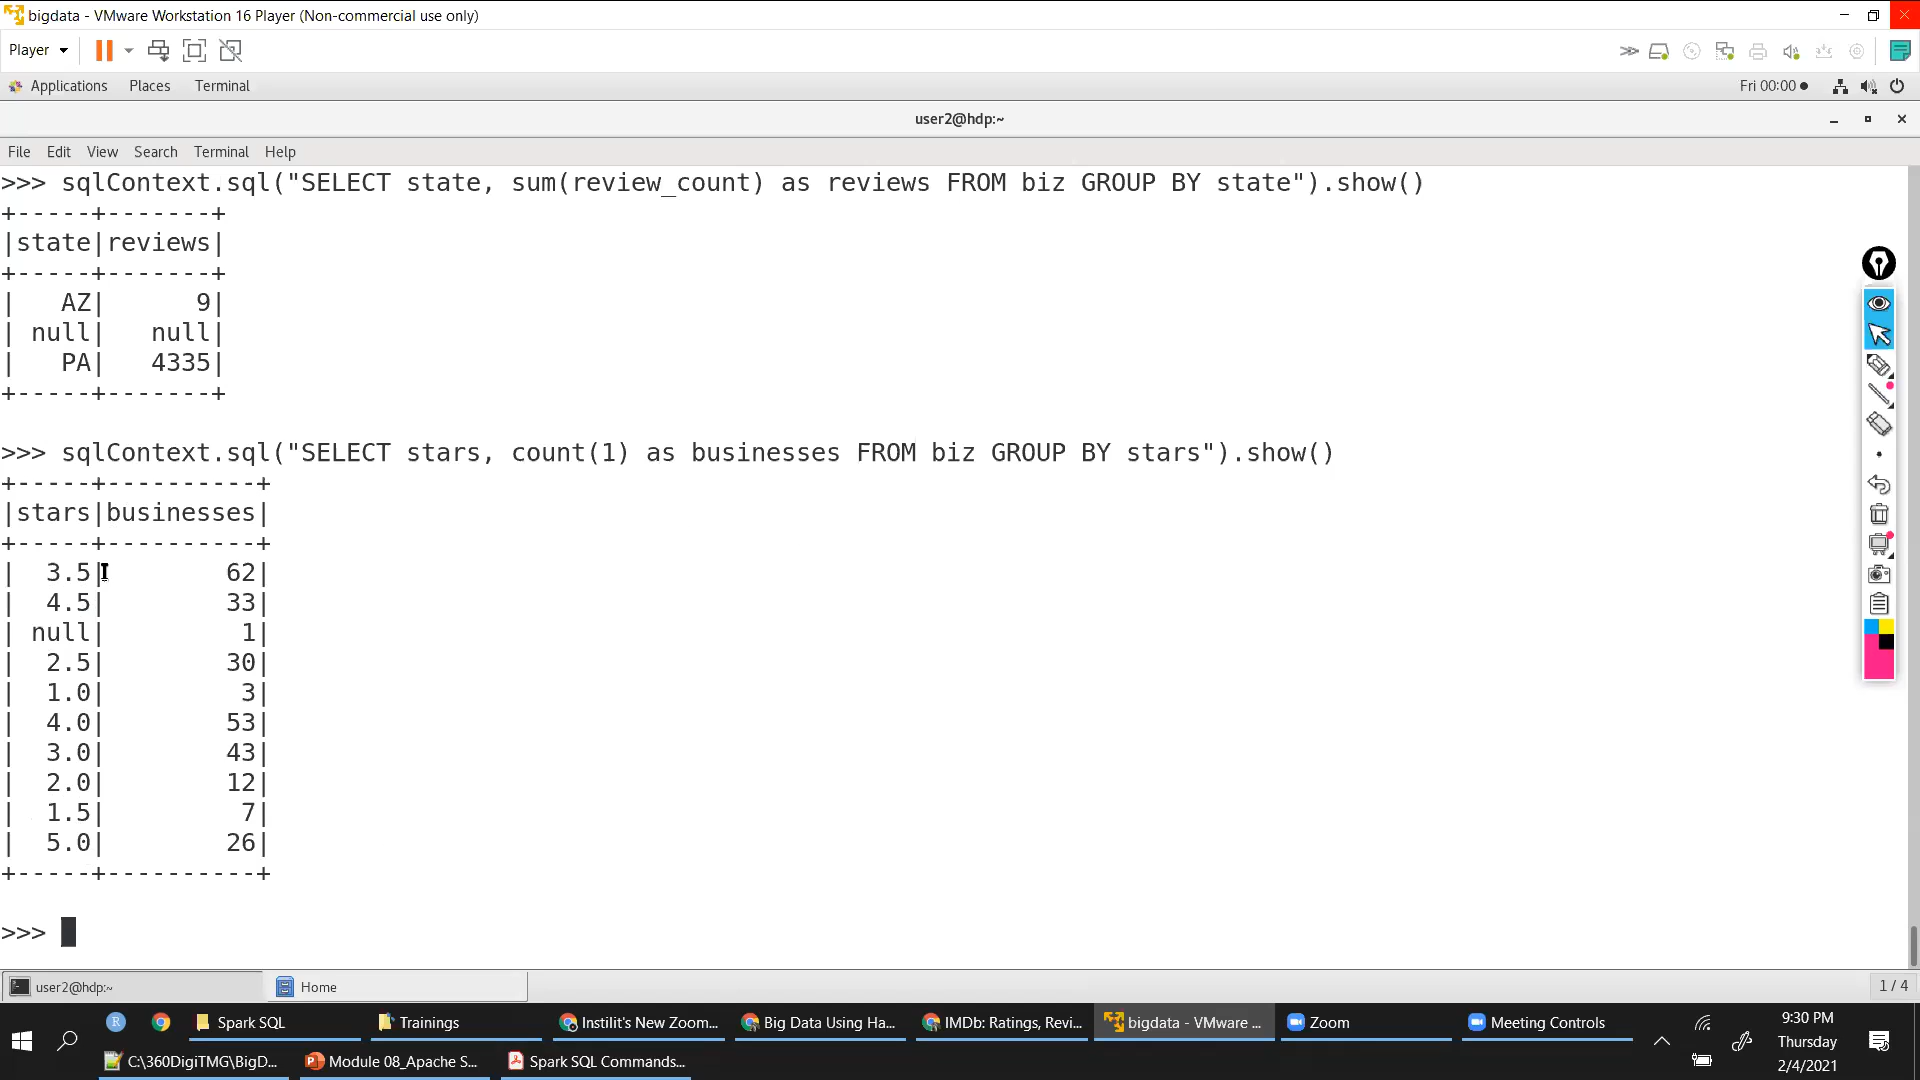 bigdata - VMware Workstation 16 Player (Non-commercial use only)
Player
Applications Places Terminal Fri 00:00
user2@hdp:~
File Edit View Search Terminal Help
>>> sqlContext.sql("SELECT state, sum(review_count) as reviews FROM biz GROUP BY state").show()
+-----+-------+
|state|reviews|
+-----+-------+
|   AZ|      9|
| null|   null|
|   PA|   4335|
+-----+-------+
>>> sqlContext.sql("SELECT stars, count(1) as businesses FROM biz GROUP BY stars").show()
+-----+----------+
|stars|businesses|
+-----+----------+
|  3.5|        62|
|  4.5|        33|
| null|         1|
|  2.5|        30|
|  1.0|         3|
|  4.0|        53|
|  3.0|        43|
|  2.0|        12|
|  1.5|         7|
|  5.0|        26|
+-----+----------+
>>>
user2@hdp:~ Home 1 / 4
Spark SQL Trainings Instilit's New Zoom... Big Data Using Ha... IMDb: Ratings, Revi... bigdata - VMware ... Zoom Meeting Controls
C:\360DigiTMG\BigD... Module 08_Apache S... Spark SQL Commands...
9:30 PM
Thursday
2/4/2021